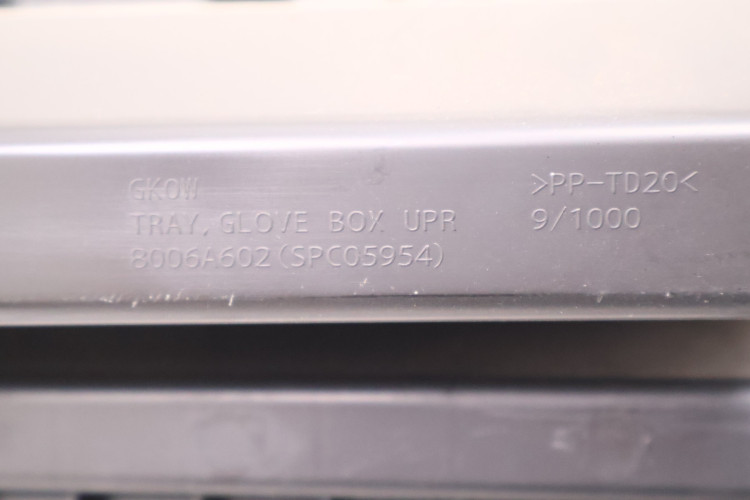 GK0W
TRAY, GLOVE BOX UPR
8006A602(SPC05954)
>PP-TD20<
9/1000